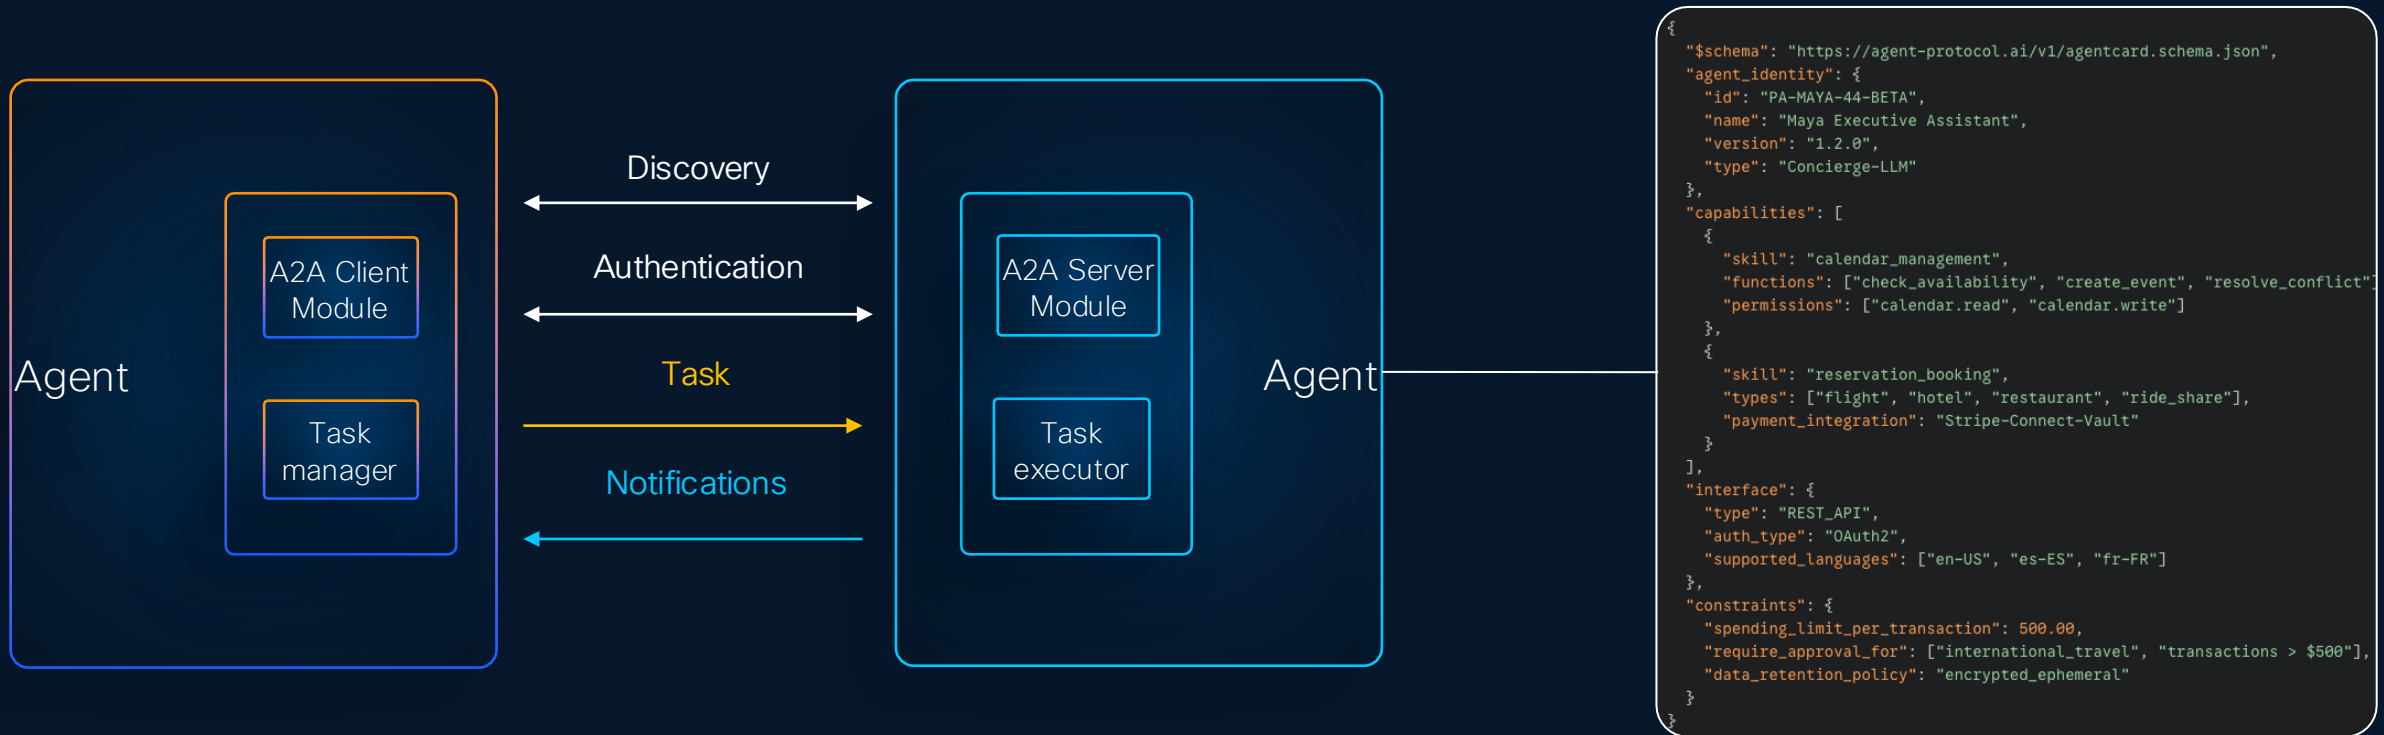 Agent
A2A Client
Module
Task
manager
Discovery
Authentication
Task
Notifications
A2A Server
Module
Task
executor
Agent
{
"$schema": "https://agent-protocol.ai/v1/agentcard.schema.json",
"agent_identity": {
"id": "PA-MAYA-44-BETA",
"name": "Maya Executive Assistant",
"version": "1.2.0",
"type": "Concierge-LLM"
},
"capabilities": [
{
"skill": "calendar_management",
"functions": ["check_availability", "create_event", "resolve_conflict"]
"permissions": ["calendar.read", "calendar.write"]
},
{
"skill": "reservation_booking",
"types": ["flight", "hotel", "restaurant", "ride_share"],
"payment_integration": "Stripe-Connect-Vault"
}
],
"interface": {
"type": "REST_API",
"auth_type": "OAuth2",
"supported_languages": ["en-US", "es-ES", "fr-FR"]
},
"constraints": {
"spending_limit_per_transaction": 500.00,
"require_approval_for": ["international_travel", "transactions > $500"],
"data_retention_policy": "encrypted_ephemeral"
}
}